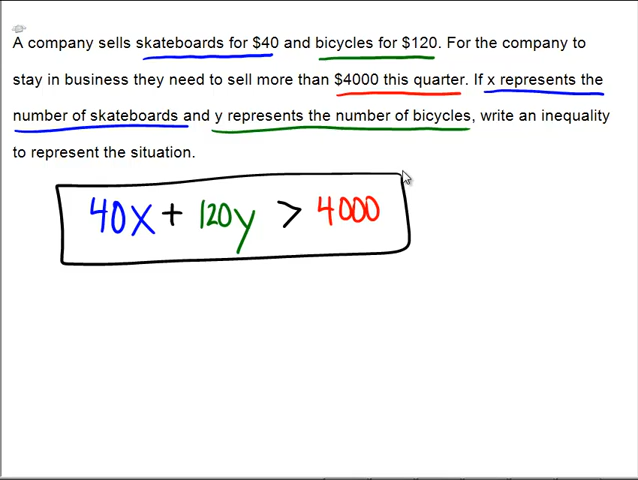 A company sells skateboards for $40 and bicycles for $120. For the company to
stay in business they need to sell more than $4000 this quarter. If x represents the
number of skateboards and y represents the number of bicycles, write an inequality
to represent the situation.
40x + 120y > 4000